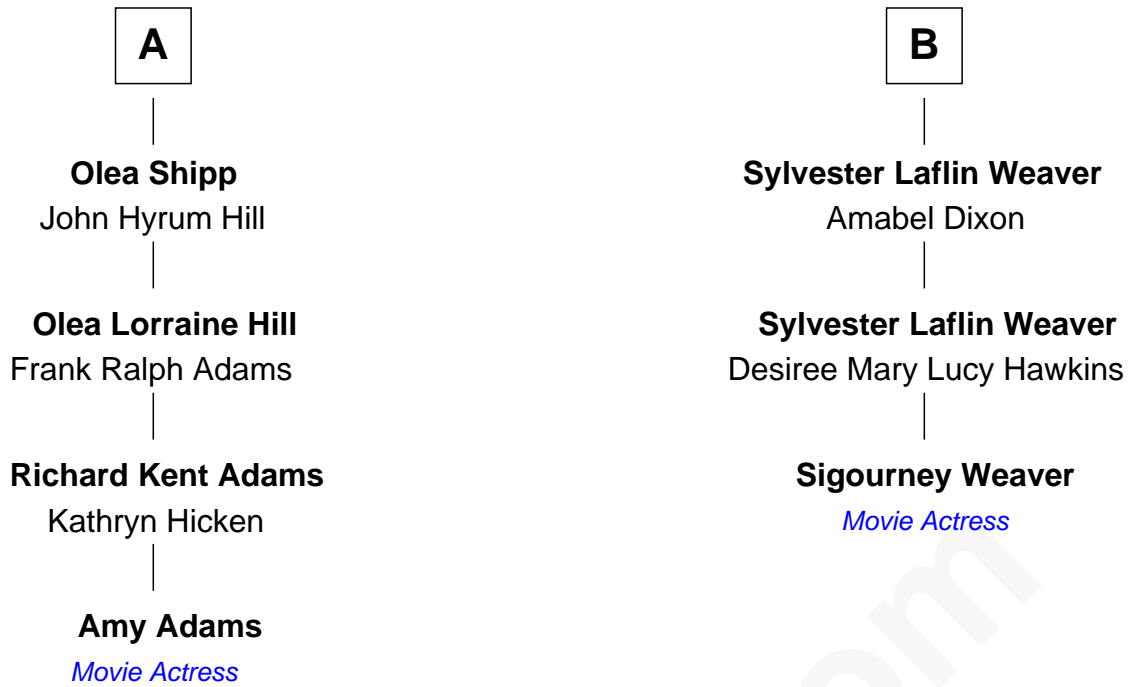 A
Olea Shipp
John Hyrum Hill
Olea Lorraine Hill
Frank Ralph Adams
Richard Kent Adams
Kathryn Hicken
Amy Adams
Movie Actress
B
Sylvester Laflin Weaver
Amabel Dixon
Sylvester Laflin Weaver
Desiree Mary Lucy Hawkins
Sigourney Weaver
Movie Actress
om